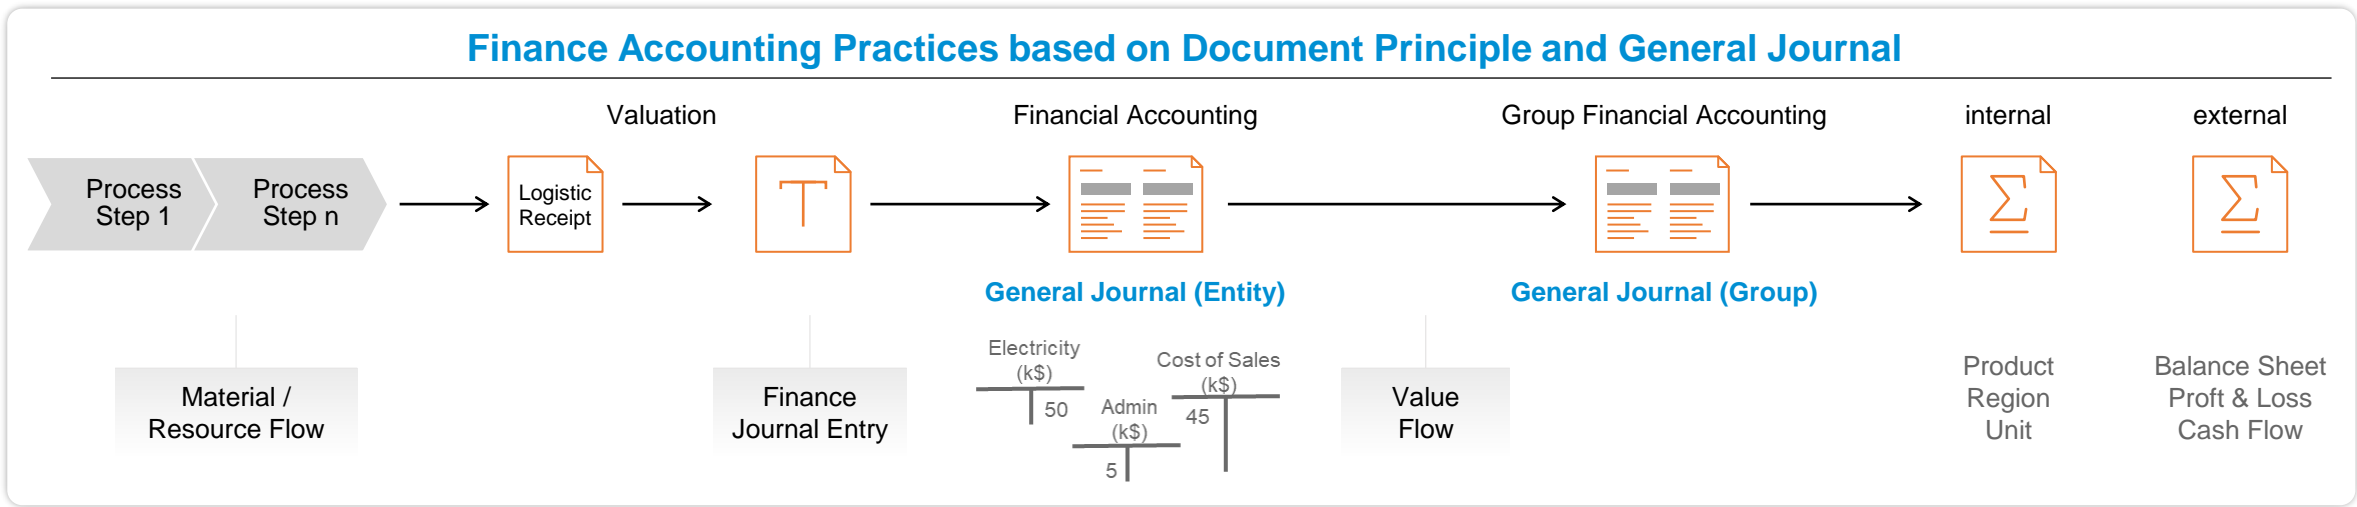 Finance Accounting Practices based on Document Principle and General Journal
Valuation
Financial Accounting
Group Financial Accounting
internal
external
Process
Step 1
Process
Step n
Logistic
Receipt
T
Σ
Σ
General Journal (Entity)
General Journal (Group)
Material /
Resource Flow
Finance
Journal Entry
Electricity
(k$)
50
Admin
(k$)
5
Cost of Sales
(k$)
45
Value
Flow
Product
Region
Unit
Balance Sheet
Proft & Loss
Cash Flow